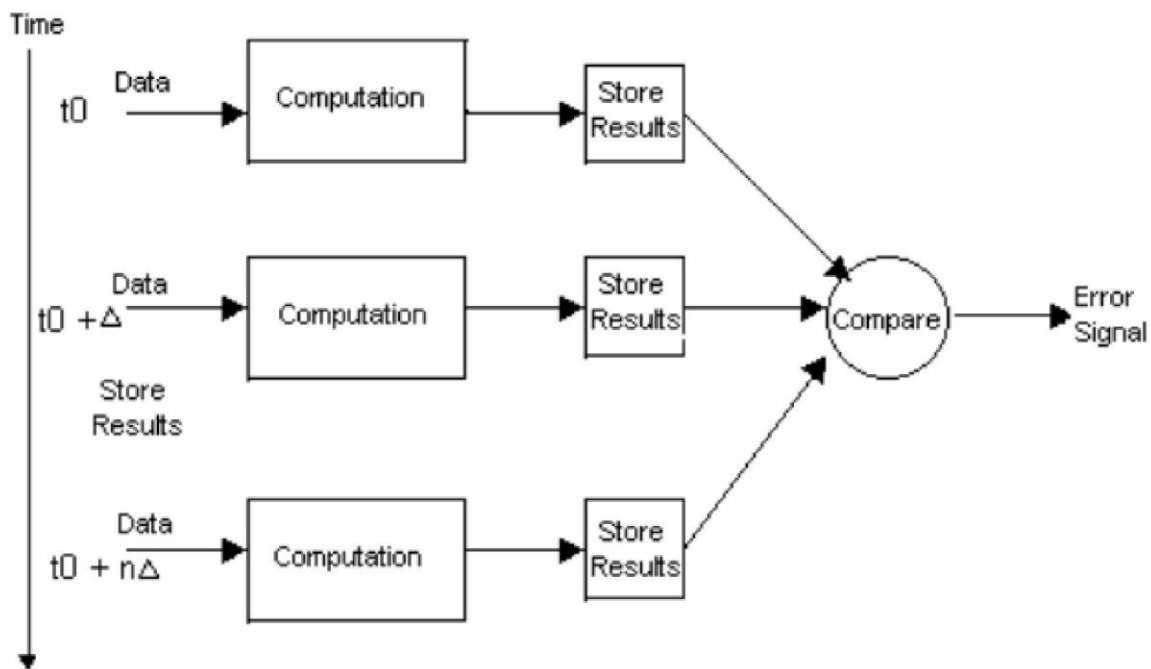 Time
Data
t0
Computation
Store
Results
Data
t0 + Δ
Computation
Store
Results
Compare
Error
Signal
Store
Results
Data
t0 + nΔ
Computation
Store
Results